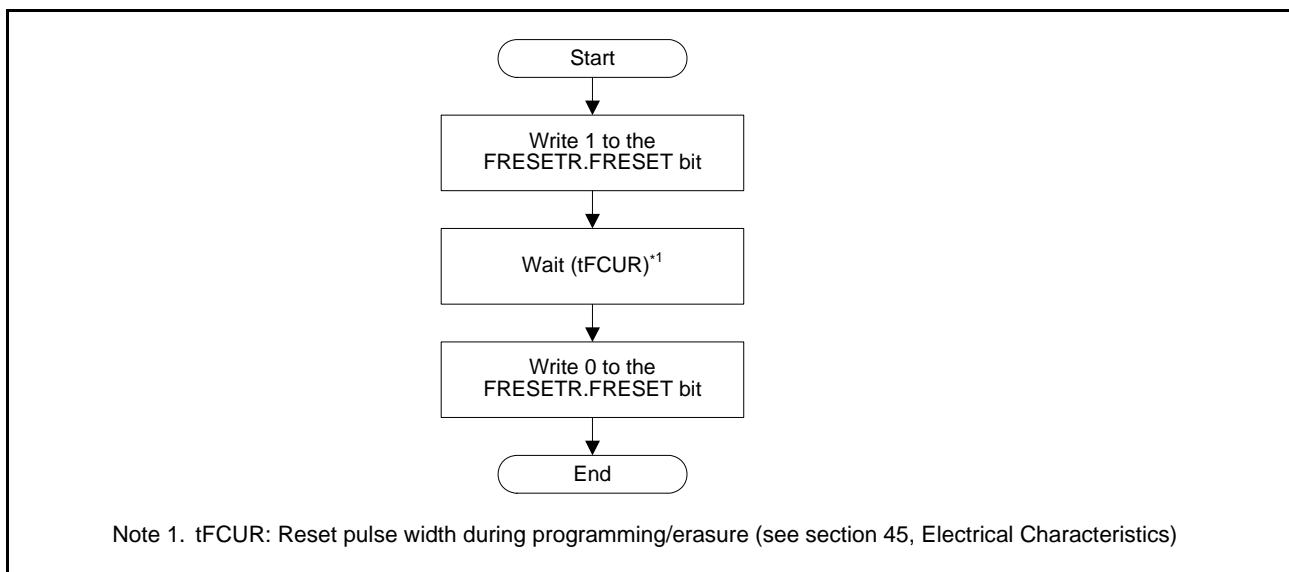 Start
Write 1 to the
FRESETR.FRESET bit
Wait (tFCUR)*1
Write 0 to the
FRESETR.FRESET bit
End
Note 1. tFCUR: Reset pulse width during programming/erasure (see section 45, Electrical Characteristics)